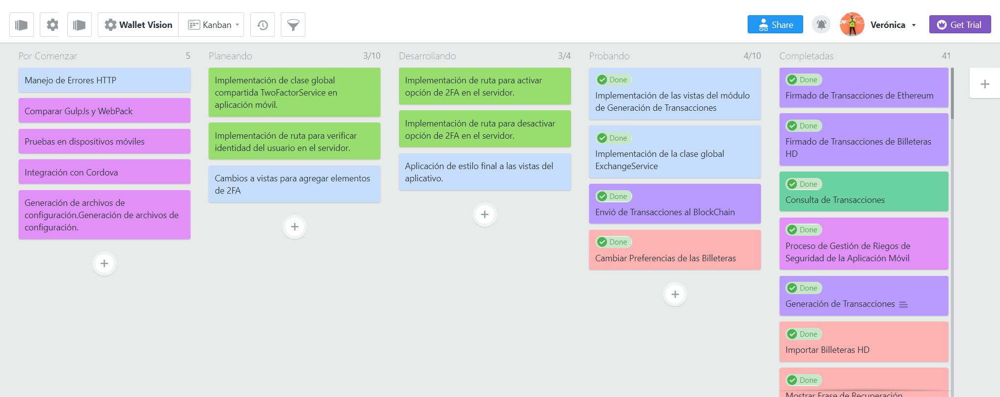 Wallet Vision
Kanban
Share
Verónica
Get Trial
Por Comenzar 5
Manejo de Errores HTTP
Comparar GulpJs y WebPack
Pruebas en dispositivos móviles
Integración con Cordova
Generación de archivos de
configuración.Generación de archivos de
configuración.
Planeando 3/10
Implementación de clase global
compartida TwoFactorService en
aplicación móvil.
Implementación de ruta para verificar
identidad del usuario en el servidor.
Cambios a vistas para agregar elementos
de 2FA
Desarrollando 3/4
Implementación de ruta para activar
opción de 2FA en el servidor.
Implementación de ruta para desactivar
opción de 2FA en el servidor.
Aplicación de estilo final a las vistas del
aplicativo.
Probando 4/10
Done
Implementación de las vistas del módulo
de Generación de Transacciones
Done
Implementación de la clase global
ExchangeService
Done
Envió de Transacciones al BlockChain
Done
Cambiar Preferencias de las Billeteras
Completadas 41
Done
Firmado de Transacciones de Ethereum
Done
Firmado de Transacciones de Billeteras
HD
Done
Consulta de Transacciones
Done
Proceso de Gestión de Riegos de
Seguridad de la Aplicación Móvil
Done
Generación de Transacciones
Done
Importar Billeteras HD
Done
Mostrar Frase de Recuperación